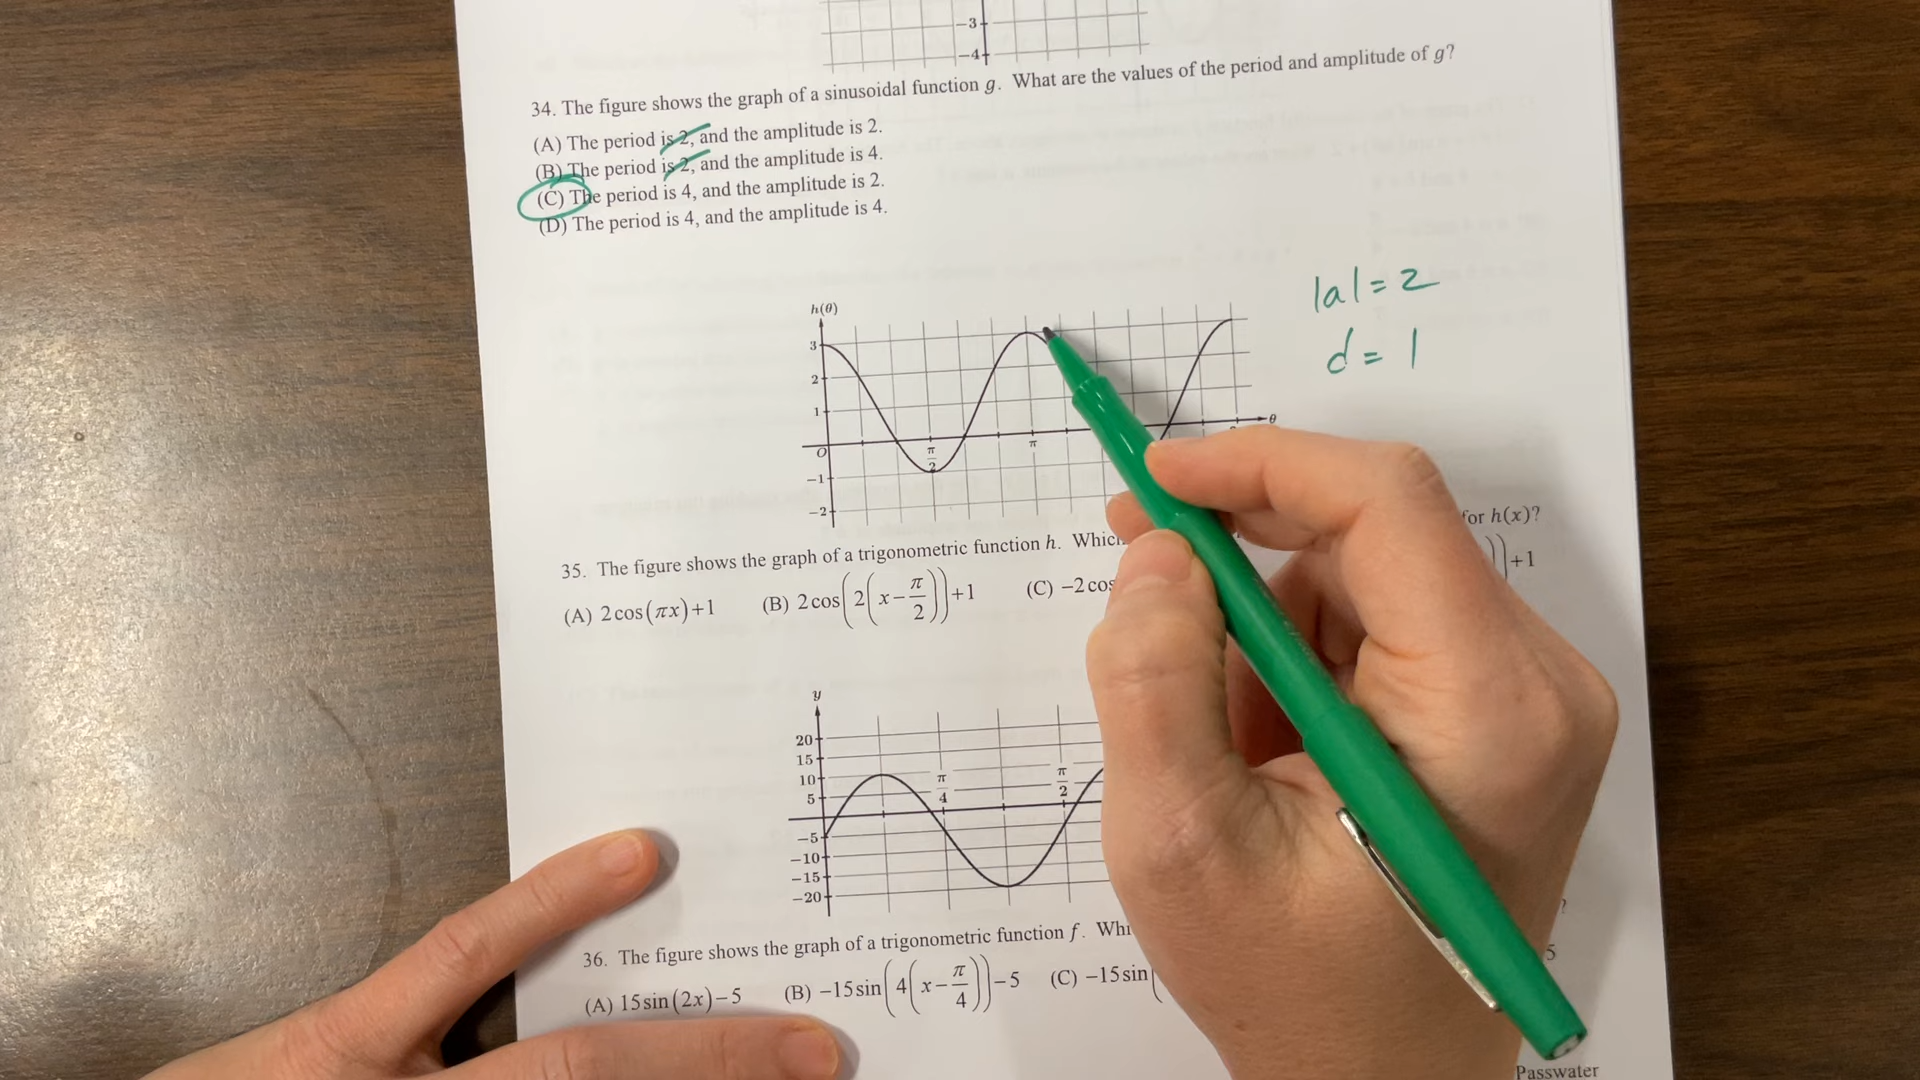 -3
-4
34. The figure shows the graph of a sinusoidal function g. What are the values of the period and amplitude of g?
(A) The period is 2, and the amplitude is 2.
(B) The period is 2, and the amplitude is 4.
(C) The period is 4, and the amplitude is 2.
(D) The period is 4, and the amplitude is 4.
|a| = 2
d = 1
h(θ)
3
2
1
O
π/2
π
θ
-1
-2
35. The figure shows the graph of a trigonometric function h. Which for h(x)?
(A) 2cos(πx)+1 (B) 2cos(2(x-π/2))+1 (C) -2cos ))+1
y
20
15
10
5
π/4
π/2
-5
-10
-15
-20
36. The figure shows the graph of a trigonometric function f. ?
(A) 15sin(2x)-5 (B) -15sin(4(x-π/4))-5 (C) -15sin( 5
Passwater